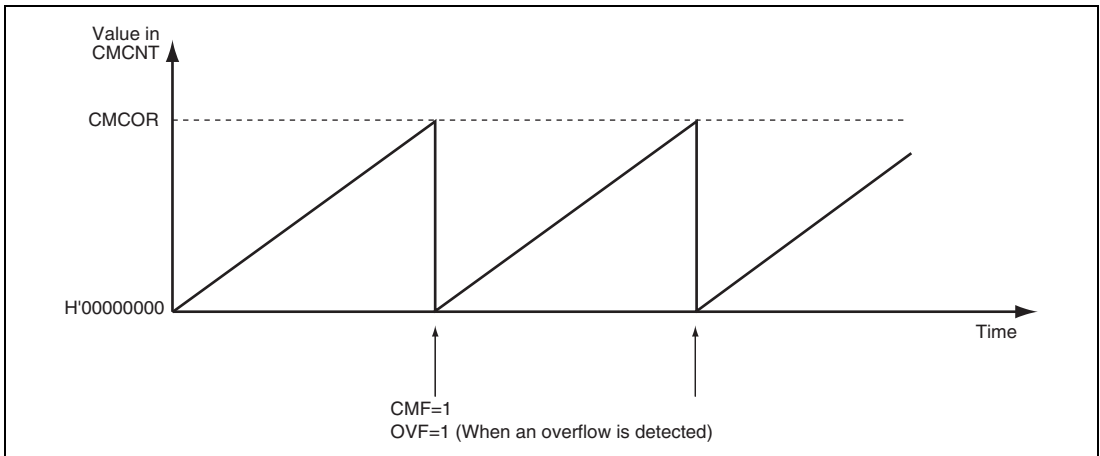 Value in
CMCNT
CMCOR
H'00000000
Time
CMF=1
OVF=1 (When an overflow is detected)